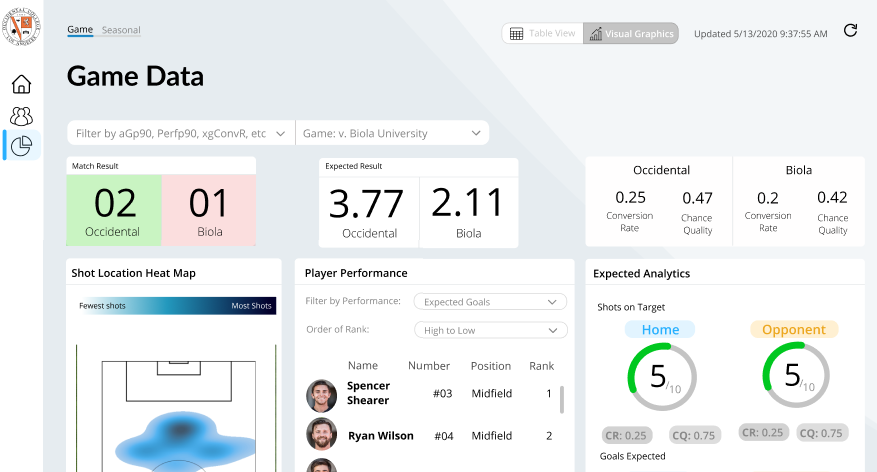 OCCIDENTAL COLLEGE
LOS ANGELES
Game Seasonal
Table View Visual Graphics
Updated 5/13/2020 9:37:55 AM
Game Data
Filter by aGp90, Perfp90, xgConvR, etc
Game: v. Biola University
Match Result
02 01
Occidental Biola
Expected Result
3.77 2.11
Occidental Biola
Occidental Biola
0.25 0.47 0.2 0.42
Conversion Rate
Chance Quality
Conversion Rate
Chance Quality
Shot Location Heat Map
Fewest shots Most Shots
Player Performance
Filter by Performance: Expected Goals
Order of Rank: High to Low
Name Number Position Rank
Spencer Shearer #03 Midfield 1
Ryan Wilson #04 Midfield 2
Expected Analytics
Shots on Target
Home Opponent
5/10 5/10
CR: 0.25 CQ: 0.75 CR: 0.25 CQ: 0.75
Goals Expected